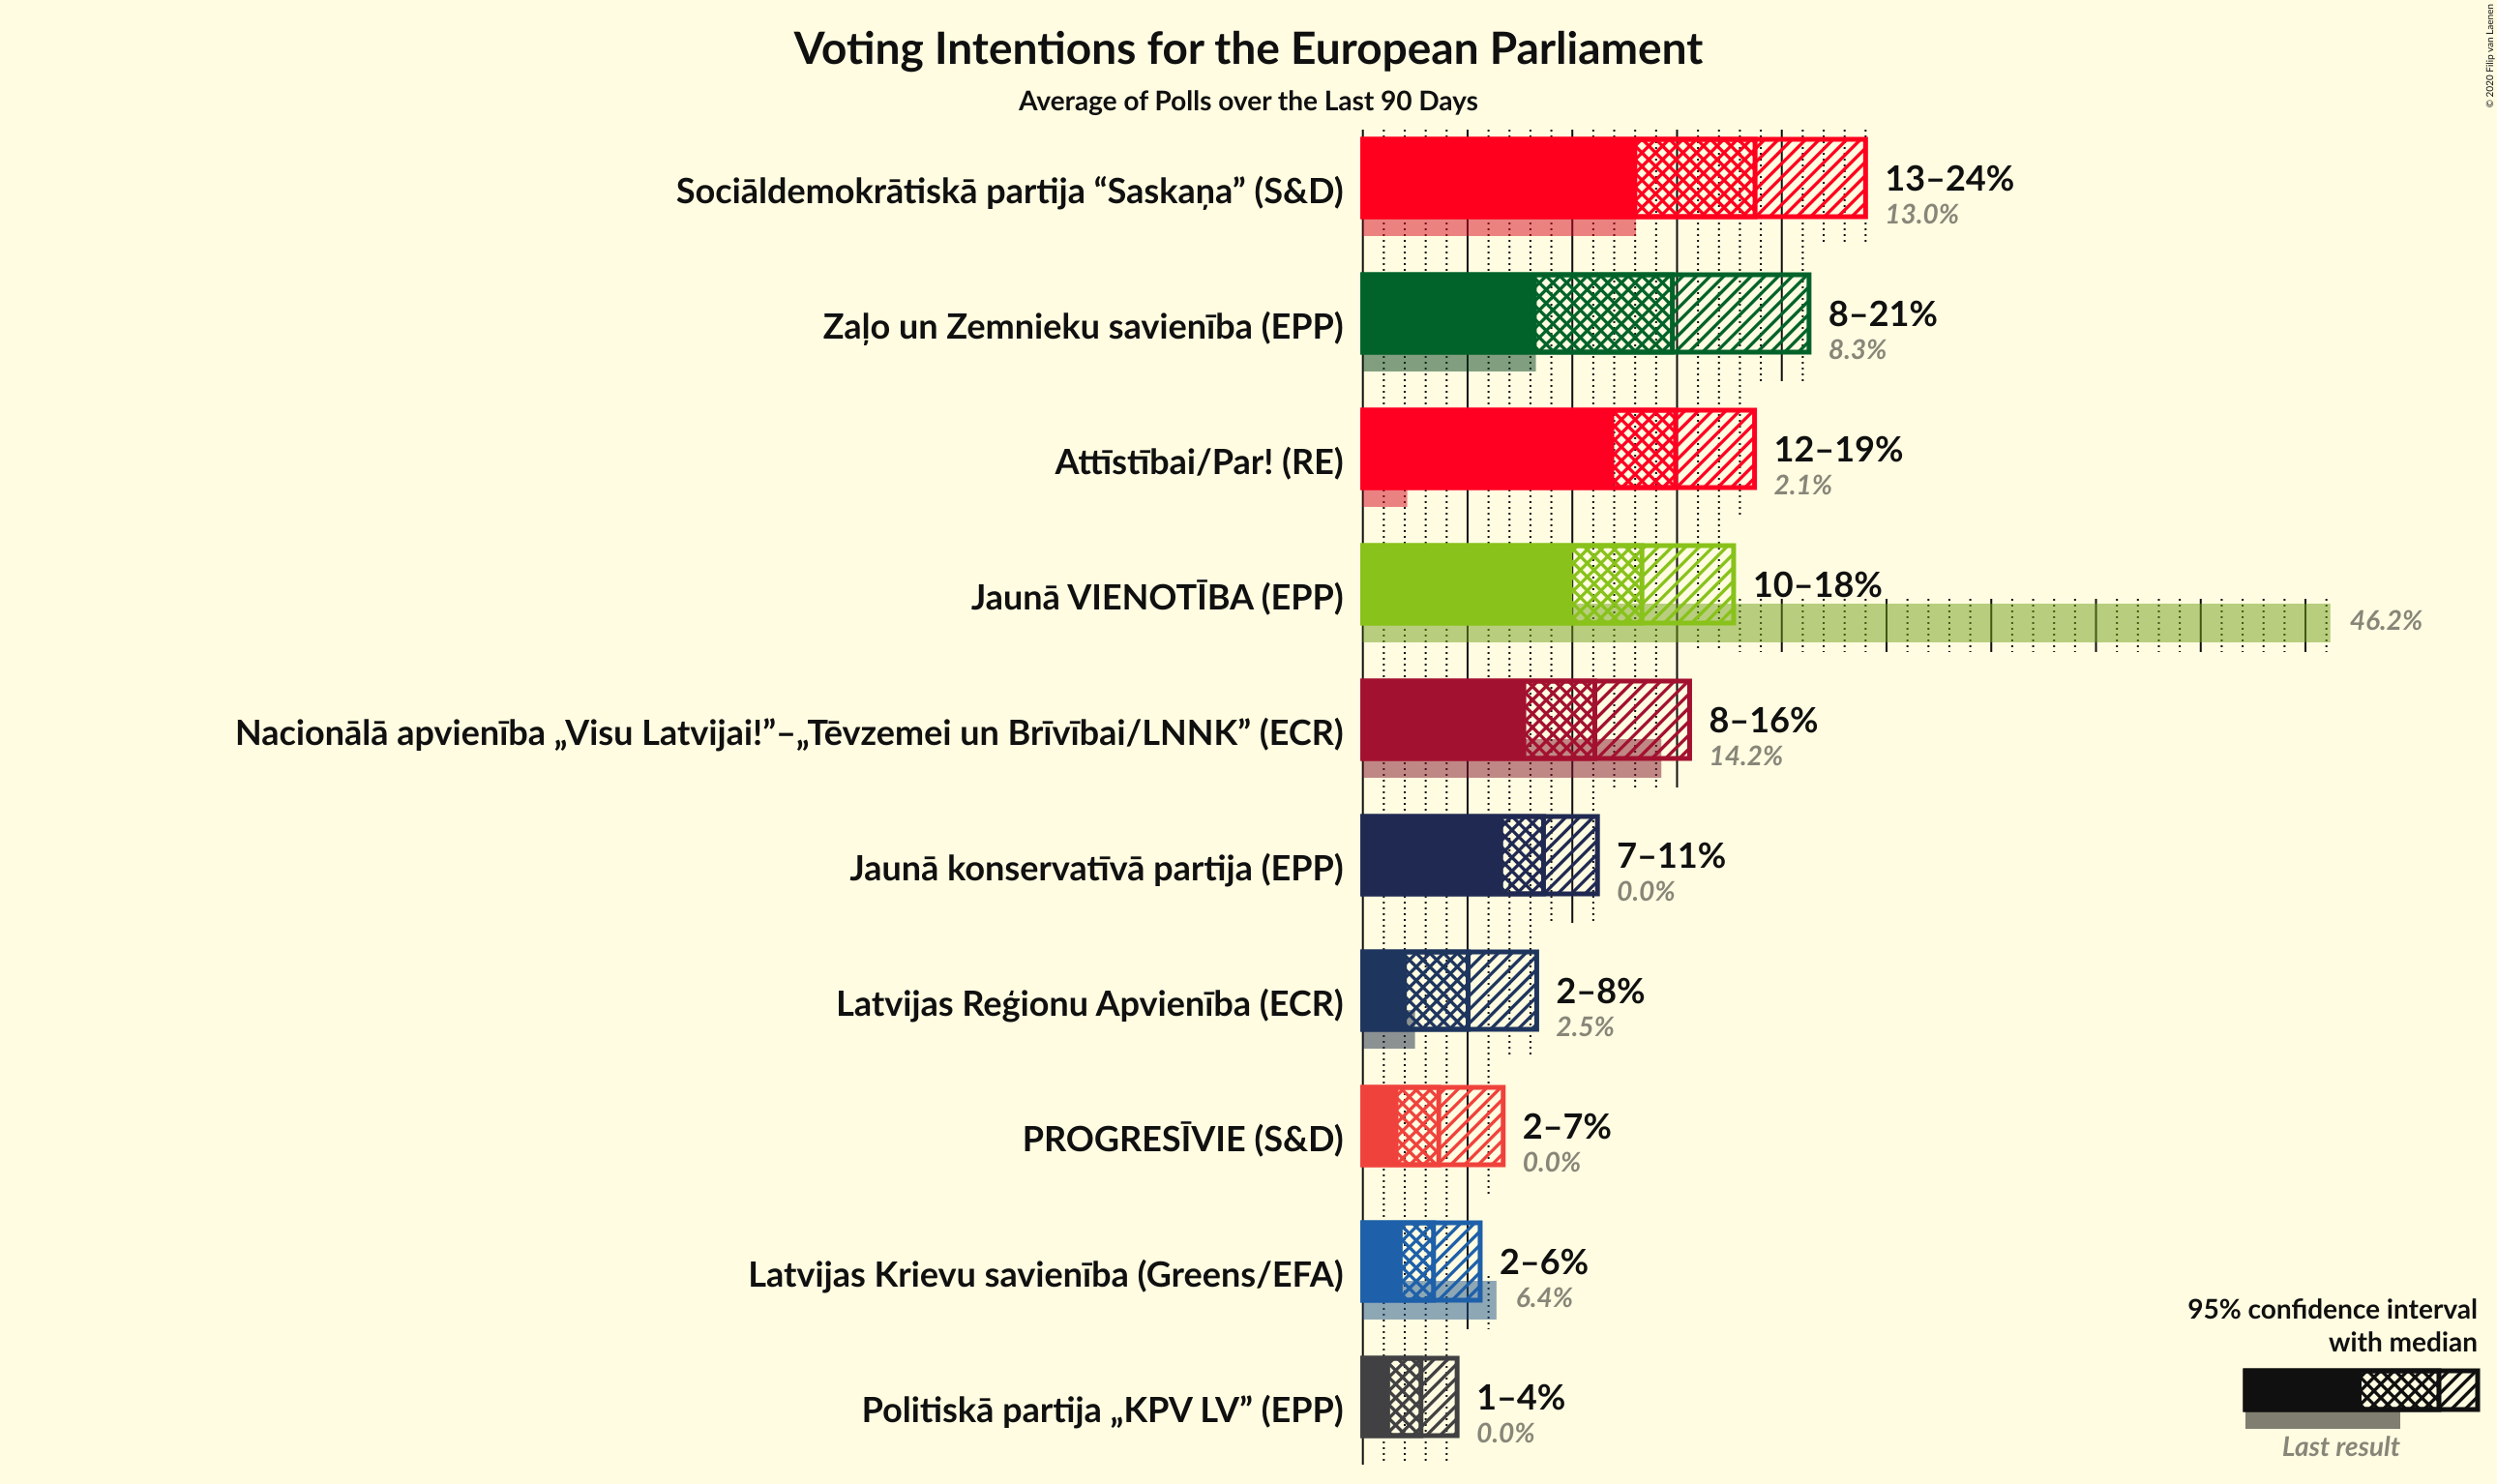 © 2020 Filip van Laenen
Voting Intentions for the European Parliament
Average of Polls over the Last 90 Days
Sociāldemokrātiskā partija “Saskaņa” (S&D)
13–24%
13.0%
Zaļo un Zemnieku savienība (EPP)
8–21%
8.3%
Attīstībai/Par! (RE)
12–19%
2.1%
Jaunā VIENOTĪBA (EPP)
10–18%
46.2%
Nacionālā apvienība „Visu Latvijai!”–„Tēvzemei un Brīvībai/LNNK” (ECR)
8–16%
14.2%
Jaunā konservatīvā partija (EPP)
7–11%
0.0%
Latvijas Reģionu Apvienība (ECR)
2–8%
2.5%
PROGRESĪVIE (S&D)
2–7%
0.0%
Latvijas Krievu savienība (Greens/EFA)
2–6%
6.4%
Politiskā partija „KPV LV” (EPP)
1–4%
0.0%
95% confidence interval
with median
Last result